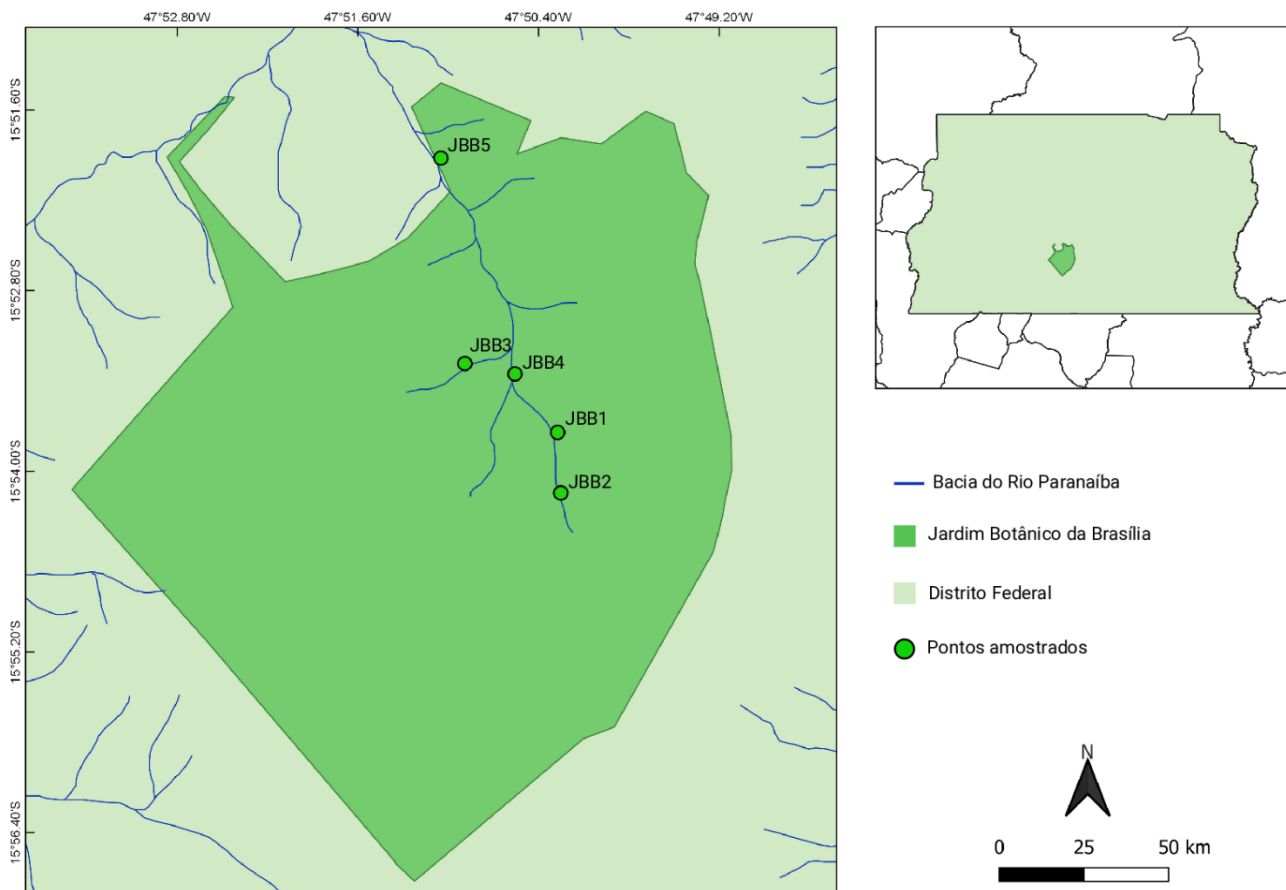 47°52.80'W
47°51.60'W
47°50.40'W
47°49.20'W
15°51.60'S
15°52.80'S
15°54.00'S
15°55.20'S
15°56.40'S
JBB5
JBB3
JBB4
JBB1
JBB2
Bacia do Rio Paranaíba
Jardim Botânico da Brasília
Distrito Federal
Pontos amostrados
N
0 25 50 km